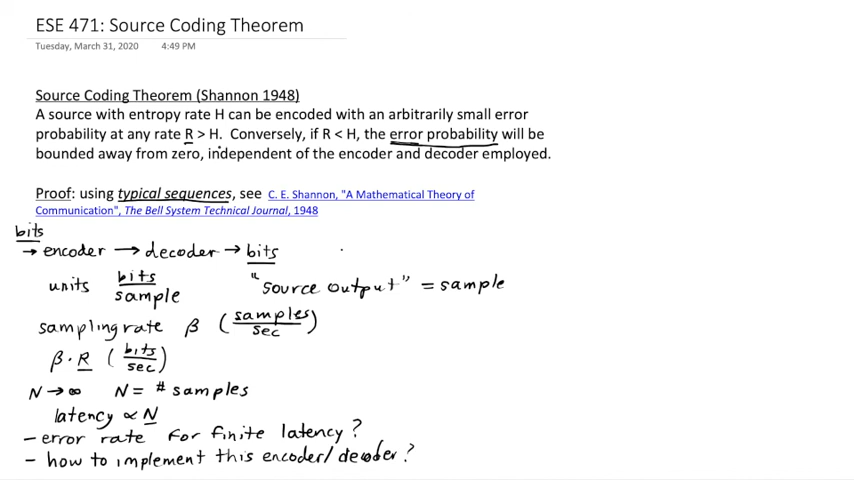 ESE 471: Source Coding Theorem
Tuesday, March 31, 2020 4:49 PM
Source Coding Theorem (Shannon 1948)
A source with entropy rate H can be encoded with an arbitrarily small error
probability at any rate R > H. Conversely, if R < H, the error probability will be
bounded away from zero, independent of the encoder and decoder employed.
Proof: using typical sequences, see C. E. Shannon, "A Mathematical Theory of
Communication", The Bell System Technical Journal, 1948
bits
→ encoder → decoder → bits
units bits/sample "source output" = sample
sampling rate β (samples/sec)
β · R (bits/sec)
N → ∞ N = # samples
latency ∝ N
- error rate for finite latency?
- how to implement this encoder/decoder?